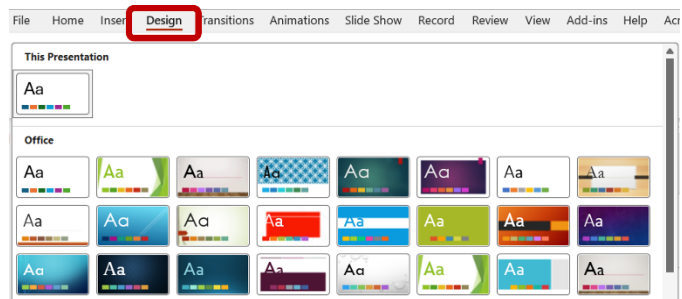 File Home Insert Design Transitions Animations Slide Show Record Review View Add-ins Help Acr
This Presentation
Aa
Office
Aa Aa Aa Aa Aa Aa Aa Aa
Aa Aa Aa Aa Aa Aa Aa Aa
Aa Aa Aa Aa Aa Aa Aa Aa